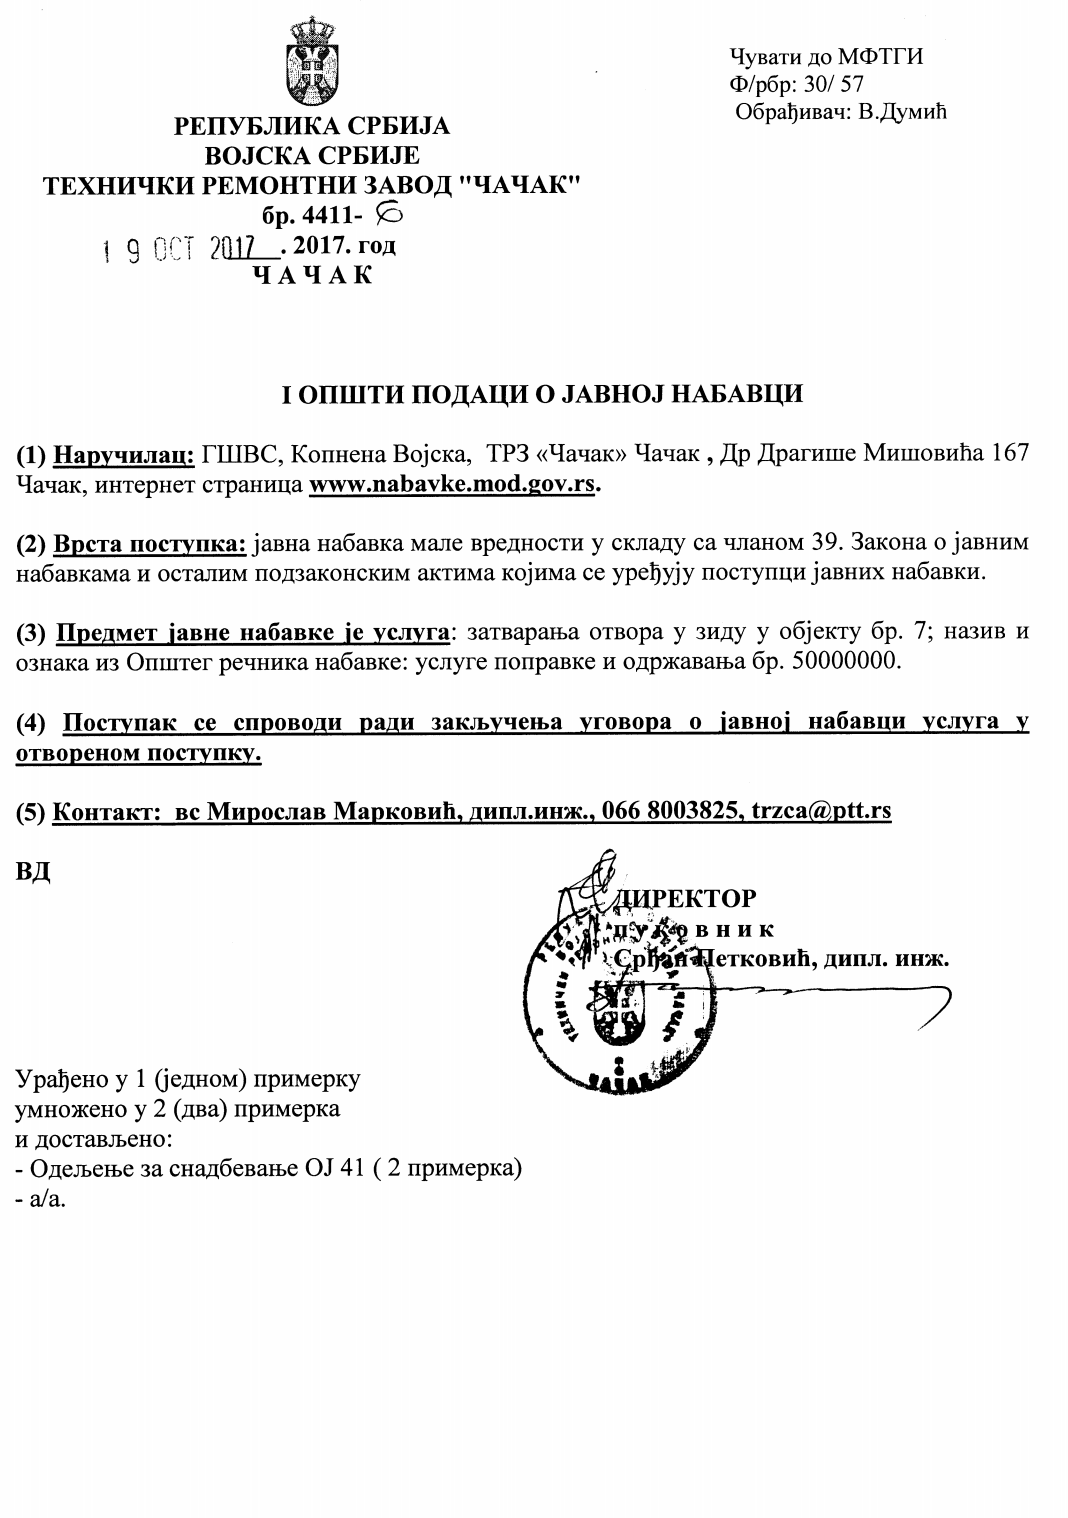 Чувати до МФТГИ
Ф/рбр: 30/ 57
Обрађивач: В.Думић
РЕПУБЛИКА СРБИЈА
ВОЈСКА СРБИЈЕ
ТЕХНИЧКИ РЕМОНТНИ ЗАВОД "ЧАЧАК"
бр. 4411-
19 OCT 2017 . 2017. год
Ч А Ч А К
I ОПШТИ ПОДАЦИ О ЈАВНОЈ НАБАВЦИ
(1) Наручилац: ГШВС, Копнена Војска, ТРЗ «Чачак» Чачак , Др Драгише Мишовића 167
Чачак, интернет страница www.nabavke.mod.gov.rs.
(2) Врста поступка: јавна набавка мале вредности у складу са чланом 39. Закона о јавним
набавкама и осталим подзаконским актима којима се уређују поступци јавних набавки.
(3) Предмет јавне набавке је услуга: затварања отвора у зиду у објекту бр. 7; назив и
ознака из Општег речника набавке: услуге поправке и одржавања бр. 50000000.
(4) Поступак се спроводи ради закључења уговора о јавној набавци услуга у
отвореном поступку.
(5) Контакт: вс Мирослав Марковић, дипл.инж., 066 8003825, trzca@ptt.rs
ВД
ДИРЕКТОР
п у к о в н и к
Срђан Петковић, дипл. инж.
ЧАЧАК
Урађено у 1 (једном) примерку
умножено у 2 (два) примерка
и достављено:
- Одељење за снадбевање ОЈ 41 ( 2 примерка)
- а/а.